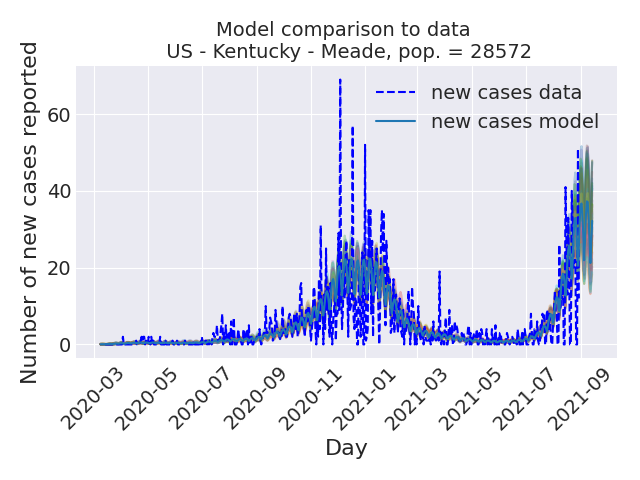 Model comparison to data
US - Kentucky - Meade, pop. = 28572
new cases data
new cases model
Number of new cases reported
60
40
20
0
2020-03
2020-05
2020-07
2020-09
2020-11
2021-01
2021-03
2021-05
2021-07
2021-09
Day